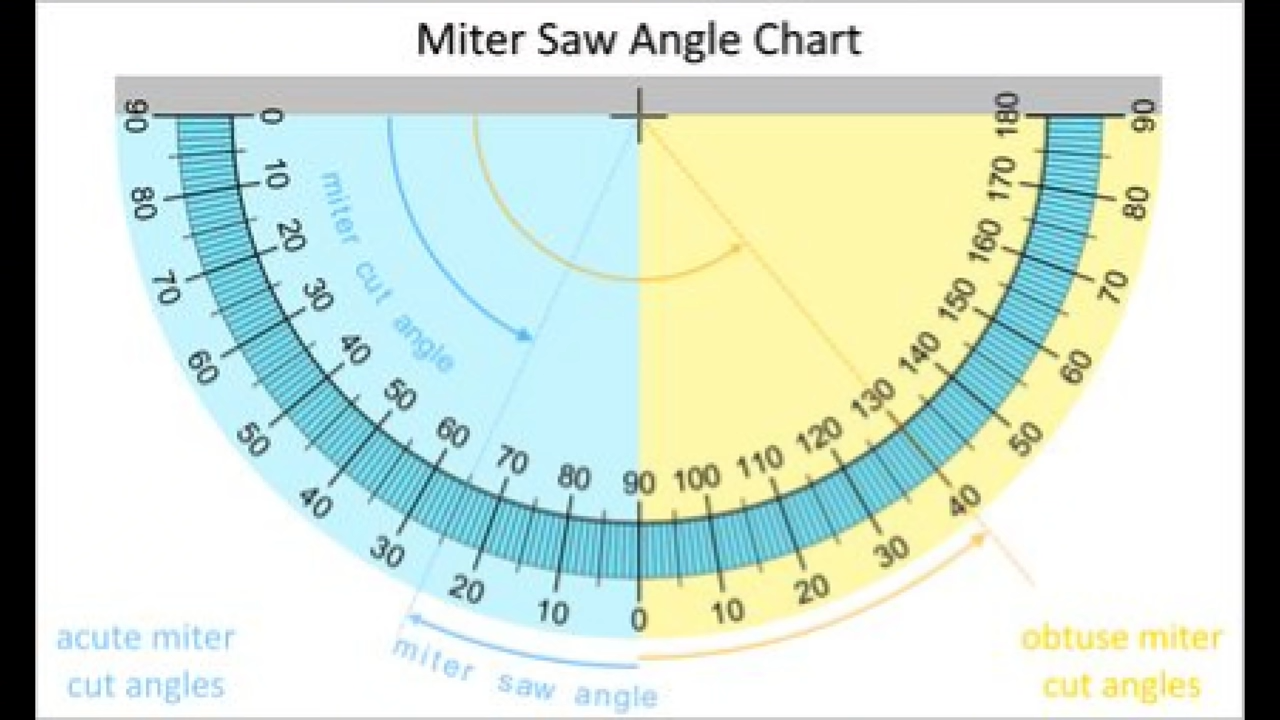 Miter Saw Angle Chart
90 0 180 90
80 10 170 80
70 20 160 70
60 30 150 60
50 40 140 50
40 50 130 40
30 60 120 30
20 70 110 20
10 80 100 10
90
0
miter cut angle
miter saw angle
acute miter
cut angles
obtuse miter
cut angles